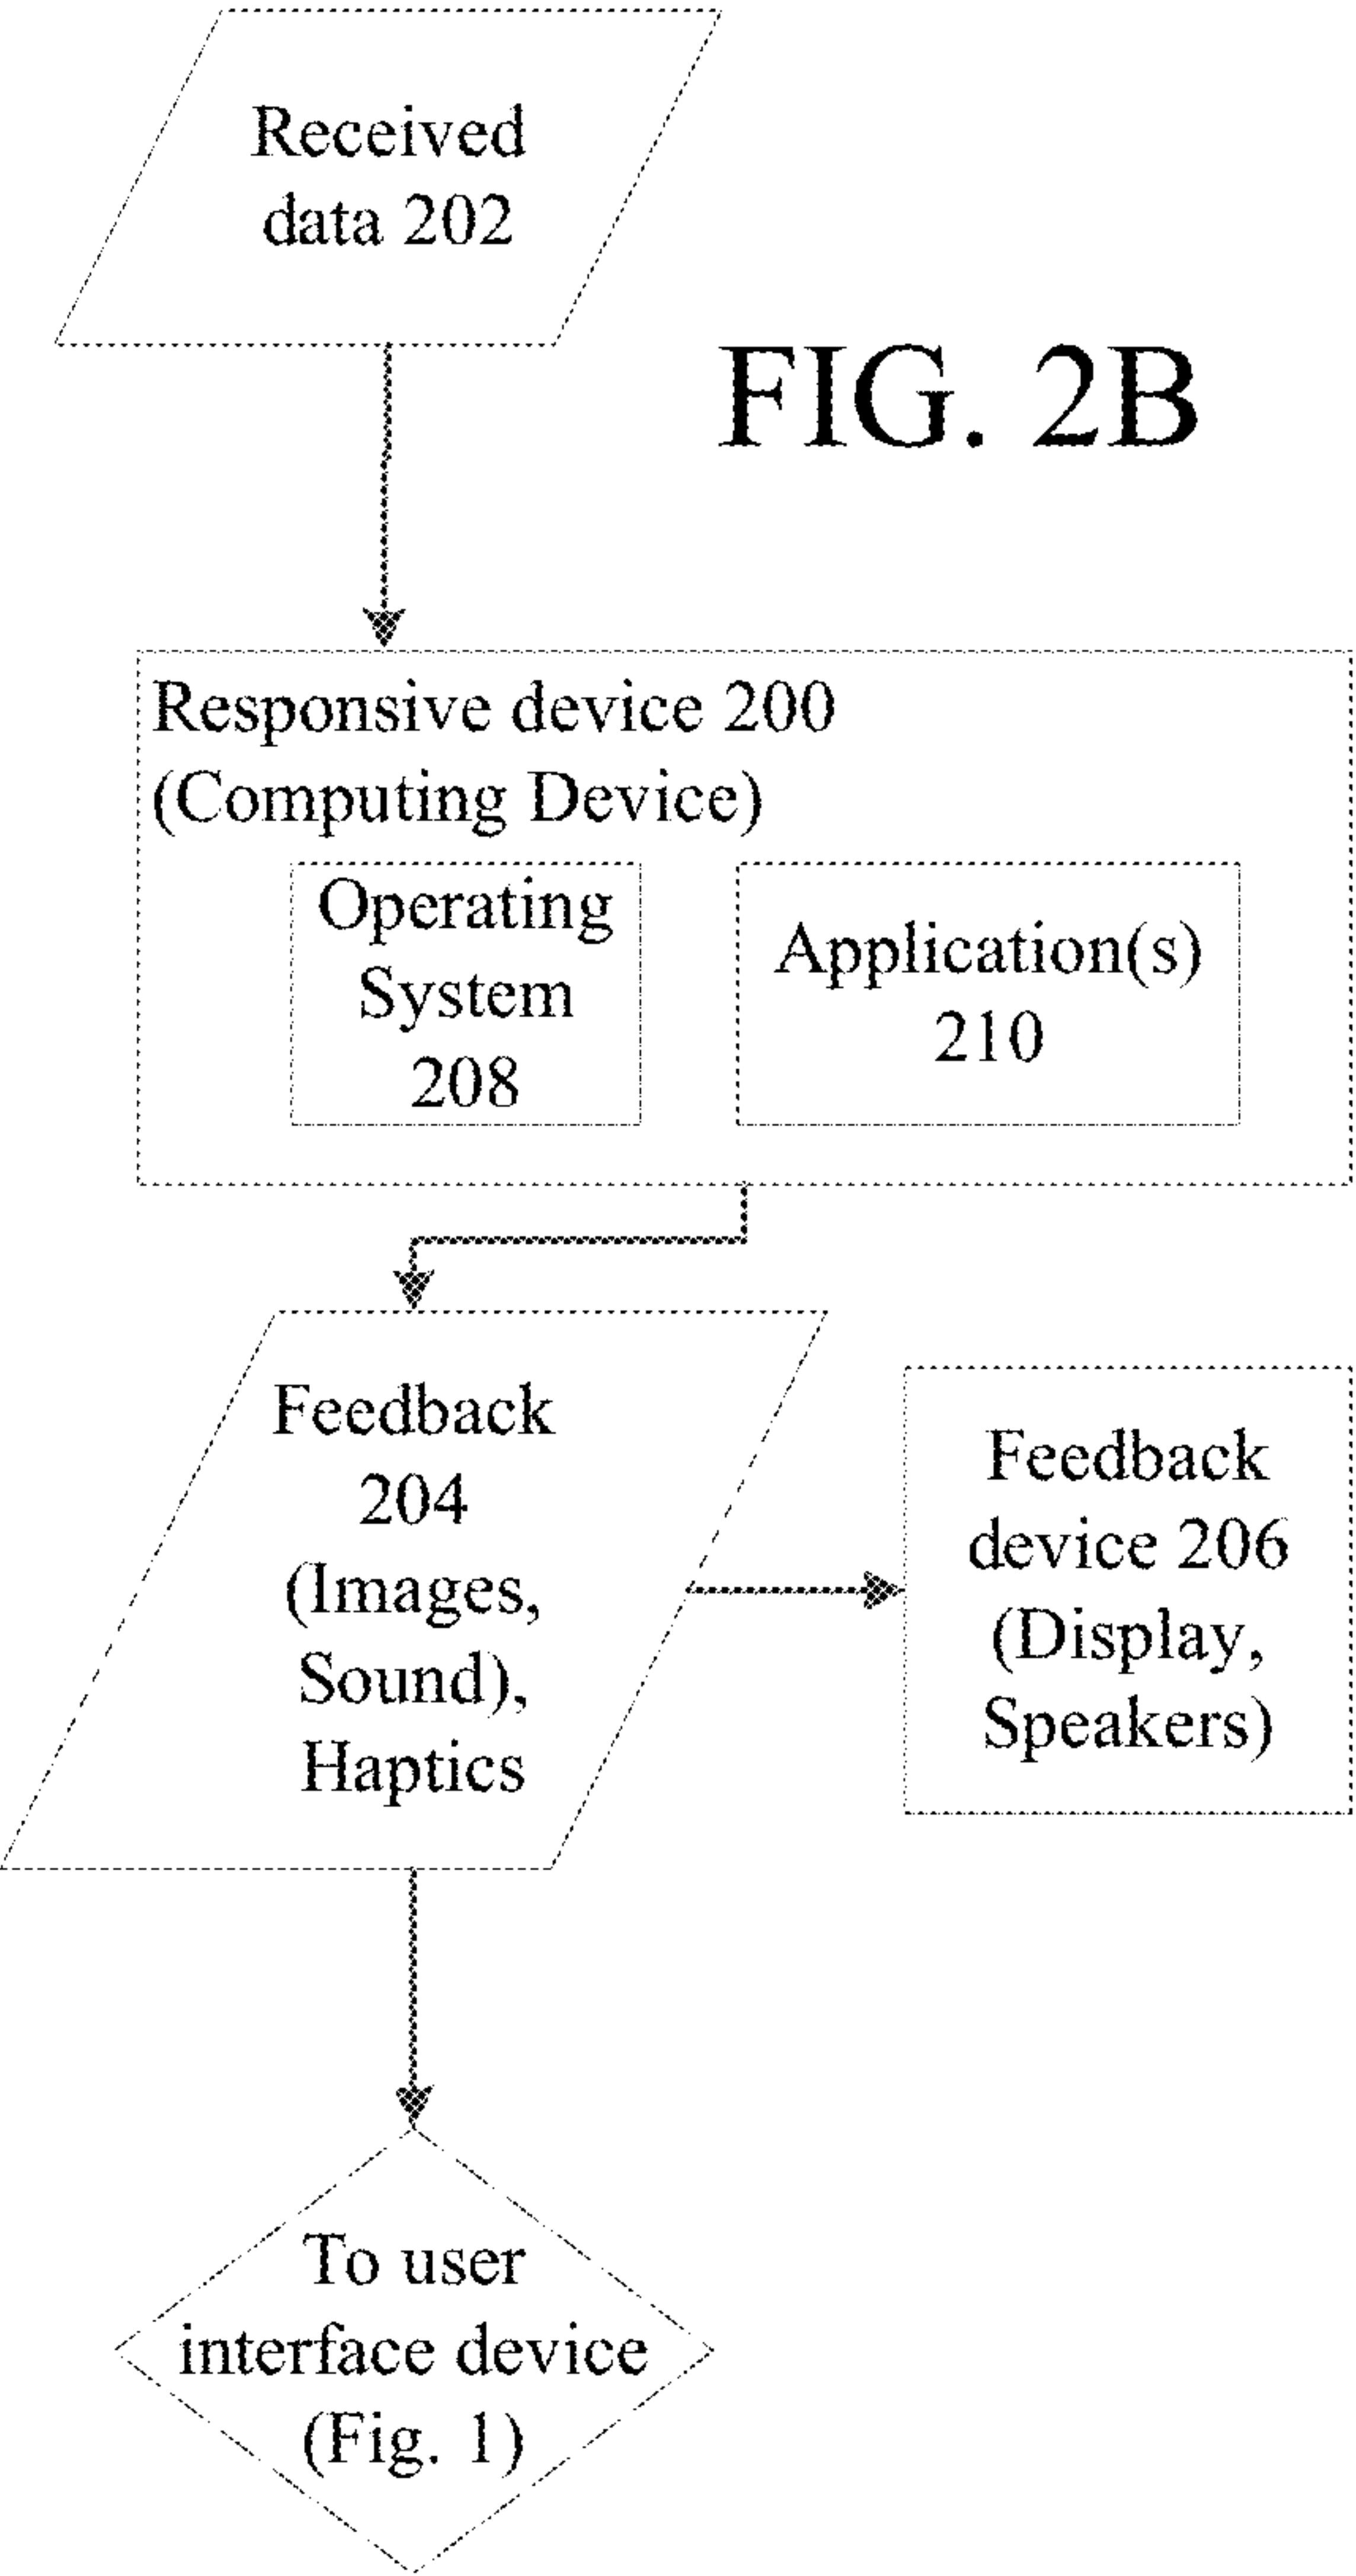 Received
data 202
FIG. 2B
Responsive device 200
(Computing Device)
Operating
System
208
Application(s)
210
Feedback
204
(Images,
Sound),
Haptics
Feedback
device 206
(Display,
Speakers)
To user
interface device
(Fig. 1)